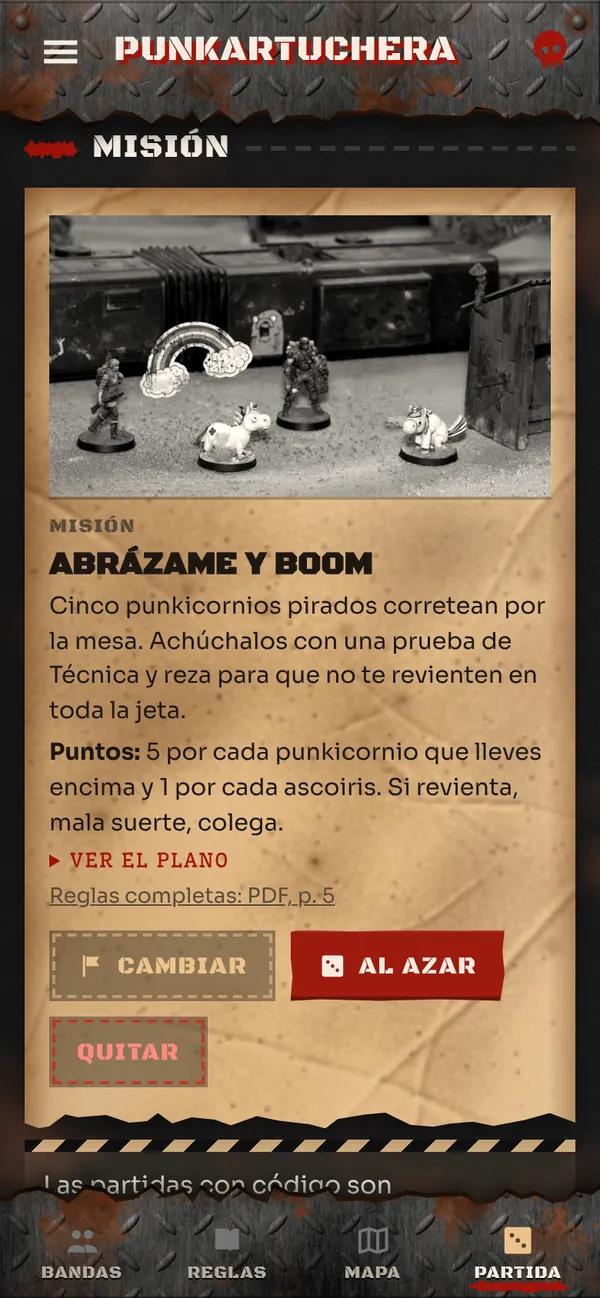 PUNKARTUCHERA
MISIÓN
MISIÓN
ABRÁZAME Y BOOM
Cinco punkicornios pirados corretean por
la mesa. Achúchalos con una prueba de
Técnica y reza para que no te revienten en
toda la jeta.
Puntos: 5 por cada punkicornio que lleves
encima y 1 por cada ascoiris. Si revienta,
mala suerte, colega.
VER EL PLANO
Reglas completas: PDF, p. 5
CAMBIAR
AL AZAR
QUITAR
Las partidas con código son
BANDAS
REGLAS
MAPA
PARTIDA